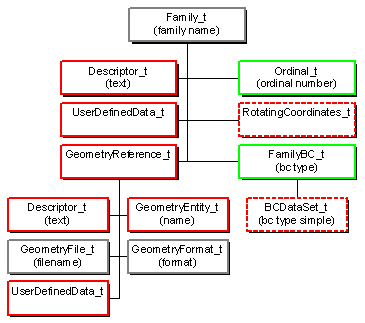 Family_t
(family name)
Descriptor_t
(text)
Ordinal_t
(ordinal number)
UserDefinedData_t
RotatingCoordinates_t
GeometryReference_t
FamilyBC_t
(bc type)
Descriptor_t
(text)
GeometryEntity_t
(name)
BCDataSet_t
(bc type simple)
GeometryFile_t
(filename)
GeometryFormat_t
(format)
UserDefinedData_t